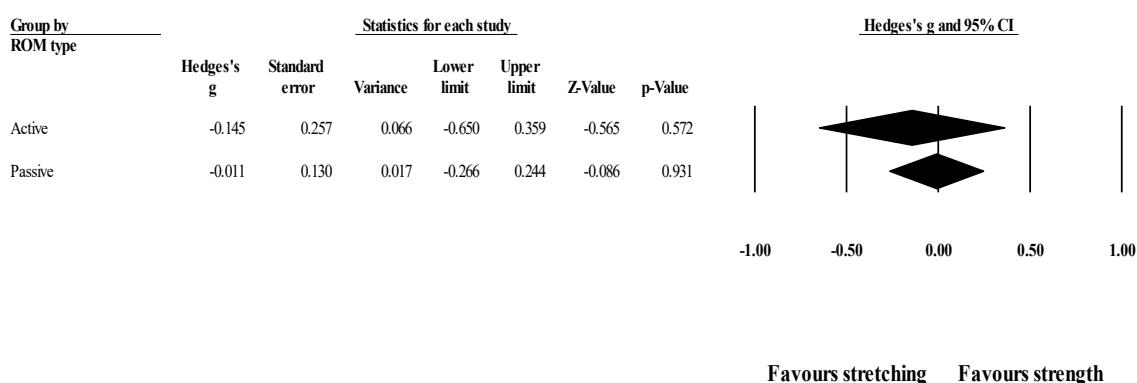 Group by Statistics for each study Hedges's g and 95% CI
ROM type
Hedges's Standard Lower Upper
g error Variance limit limit Z-Value p-Value
Active -0.145 0.257 0.066 -0.650 0.359 -0.565 0.572
Passive -0.011 0.130 0.017 -0.266 0.244 -0.086 0.931
-1.00 -0.50 0.00 0.50 1.00
Favours stretching Favours strength